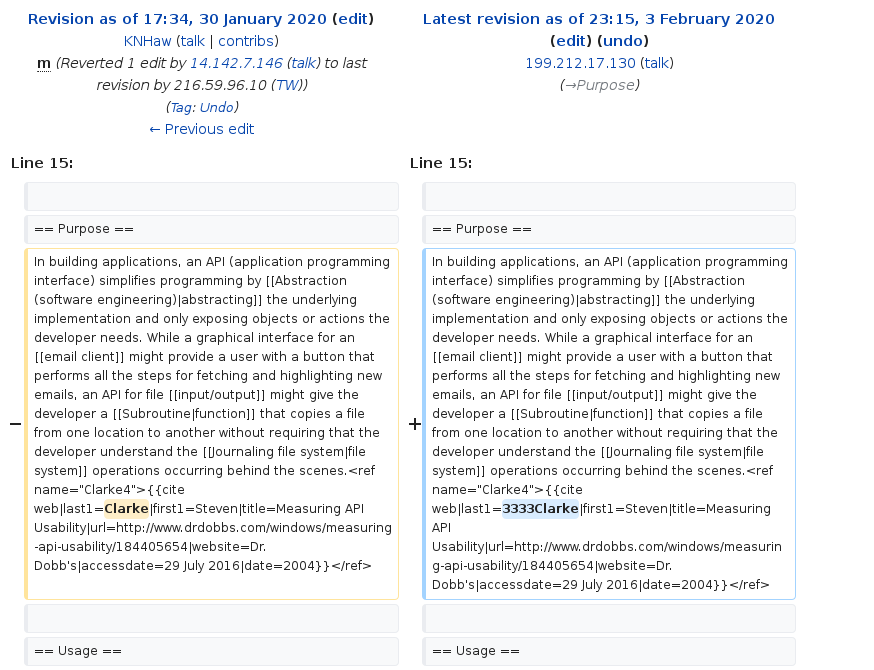 Revision as of 17:34, 30 January 2020 (edit)
KNHaw (talk | contribs)
m (Reverted 1 edit by 14.142.7.146 (talk) to last
revision by 216.59.96.10 (TW))
(Tag: Undo)
← Previous edit
Latest revision as of 23:15, 3 February 2020
(edit) (undo)
199.212.17.130 (talk)
(→Purpose)
Line 15:
== Purpose ==
−
In building applications, an API (application programming
interface) simplifies programming by [[Abstraction
(software engineering)|abstracting]] the underlying
implementation and only exposing objects or actions the
developer needs. While a graphical interface for an
[[email client]] might provide a user with a button that
performs all the steps for fetching and highlighting new
emails, an API for file [[input/output]] might give the
developer a [[Subroutine|function]] that copies a file
from one location to another without requiring that the
developer understand the [[Journaling file system|file
system]] operations occurring behind the scenes.<ref
name="Clarke4">{{cite
web|last1=Clarke|first1=Steven|title=Measuring API
Usability|url=http://www.drdobbs.com/windows/measuring
-api-usability/184405654|website=Dr.
Dobb's|accessdate=29 July 2016|date=2004}}</ref>
== Usage ==
Line 15:
== Purpose ==
+
In building applications, an API (application programming
interface) simplifies programming by [[Abstraction
(software engineering)|abstracting]] the underlying
implementation and only exposing objects or actions the
developer needs. While a graphical interface for an
[[email client]] might provide a user with a button that
performs all the steps for fetching and highlighting new
emails, an API for file [[input/output]] might give the
developer a [[Subroutine|function]] that copies a file
from one location to another without requiring that the
developer understand the [[Journaling file system|file
system]] operations occurring behind the scenes.<ref
name="Clarke4">{{cite
web|last1=3333Clarke|first1=Steven|title=Measuring
API
Usability|url=http://www.drdobbs.com/windows/measurin
g-api-usability/184405654|website=Dr.
Dobb's|accessdate=29 July 2016|date=2004}}</ref>
== Usage ==